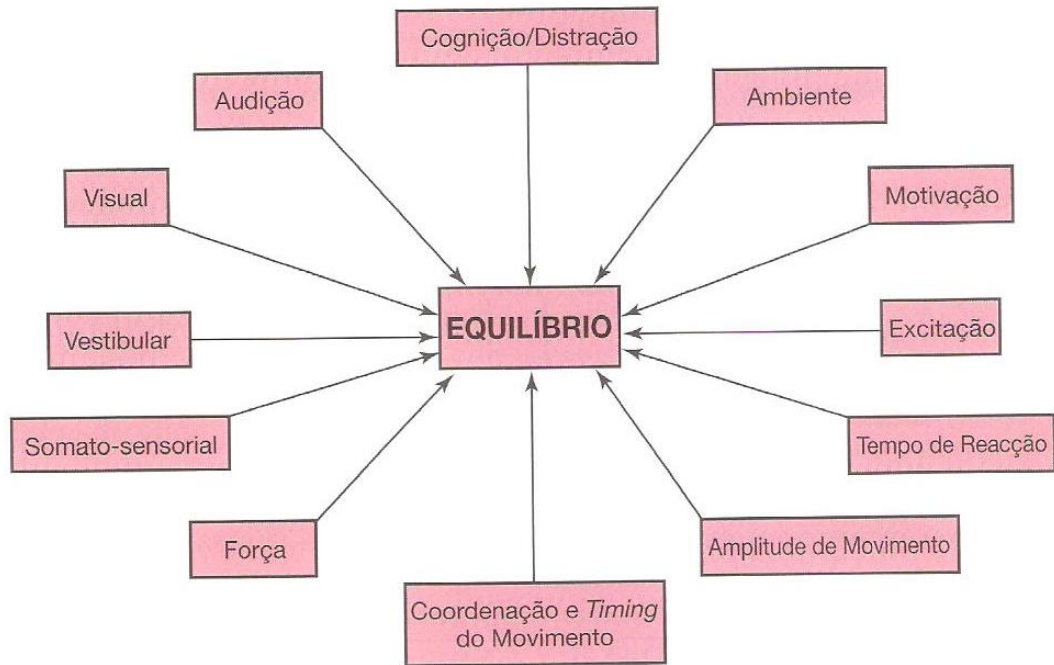 Cognição/Distração
Audição
Ambiente
Visual
Motivação
EQUILÍBRIO
Vestibular
Excitação
Somato-sensorial
Tempo de Reacção
Força
Amplitude de Movimento
Coordenação e Timing
do Movimento